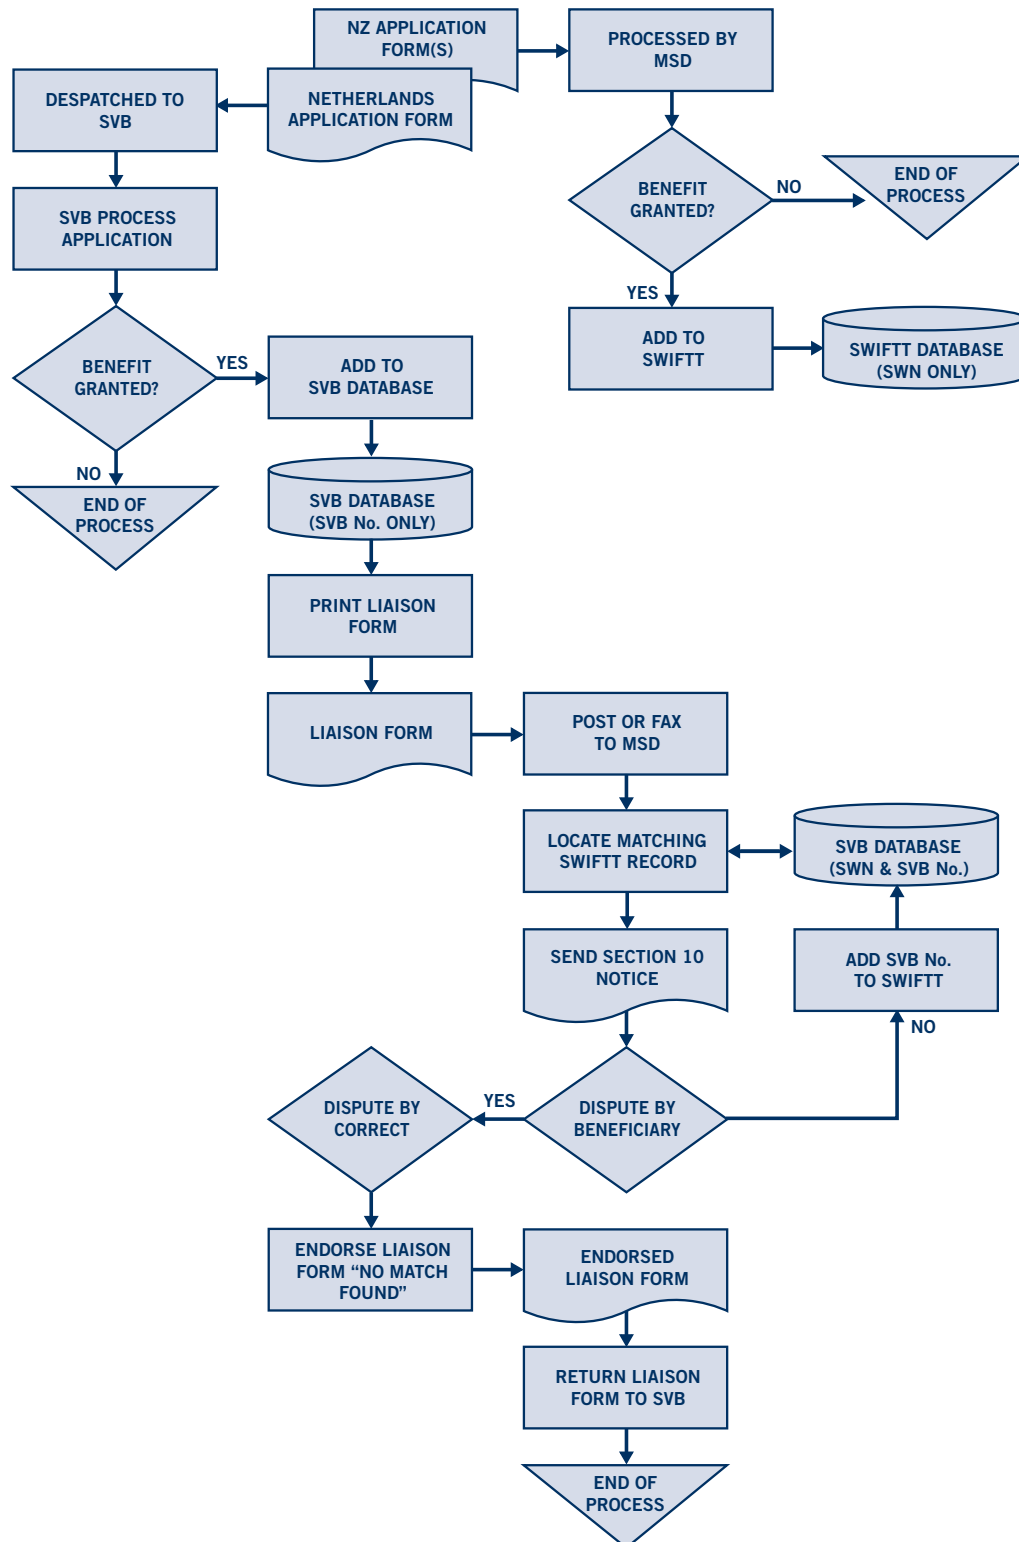 NZ APPLICATION
FORM(S)
PROCESSED BY
MSD
DESPATCHED TO
SVB
NETHERLANDS
APPLICATION FORM
BENEFIT
GRANTED?
NO
END OF
PROCESS
SVB PROCESS
APPLICATION
YES
ADD TO
SWIFTT
SWIFTT DATABASE
(SWN ONLY)
BENEFIT
GRANTED?
YES
ADD TO
SVB DATABASE
NO
END OF
PROCESS
SVB DATABASE
(SVB No. ONLY)
PRINT LIAISON
FORM
LIAISON FORM
POST OR FAX
TO MSD
LOCATE MATCHING
SWIFTT RECORD
SVB DATABASE
(SWN & SVB No.)
SEND SECTION 10
NOTICE
ADD SVB No.
TO SWIFTT
NO
DISPUTE BY
CORRECT
YES
DISPUTE BY
BENEFICIARY
ENDORSE LIAISON
FORM “NO MATCH
FOUND”
ENDORSED
LIAISON FORM
RETURN LIAISON
FORM TO SVB
END OF
PROCESS